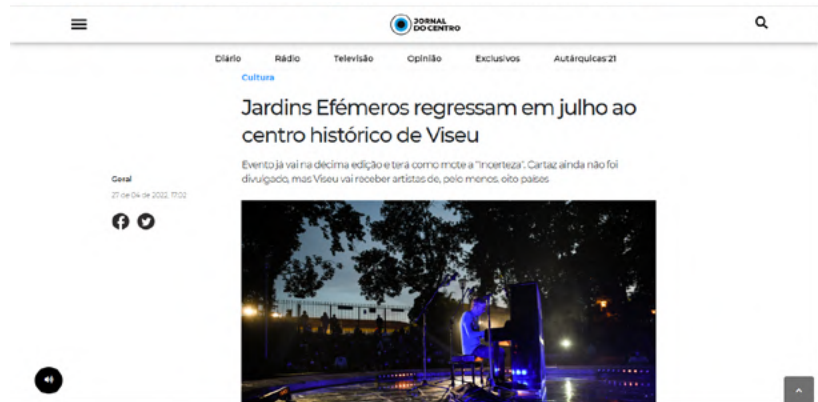 JORNAL
DO CENTRO
Diário Rádio Televisão Opinião Exclusivos Autárquicas'21
Cultura
Jardins Efémeros regressam em julho ao
centro histórico de Viseu
Evento já vai na décima edição e terá como mote a "Incerteza". Cartaz ainda não foi
divulgado, mas Viseu vai receber artistas de, pelo menos, oito países
Geral
27 de 04 de 2022, 17:02